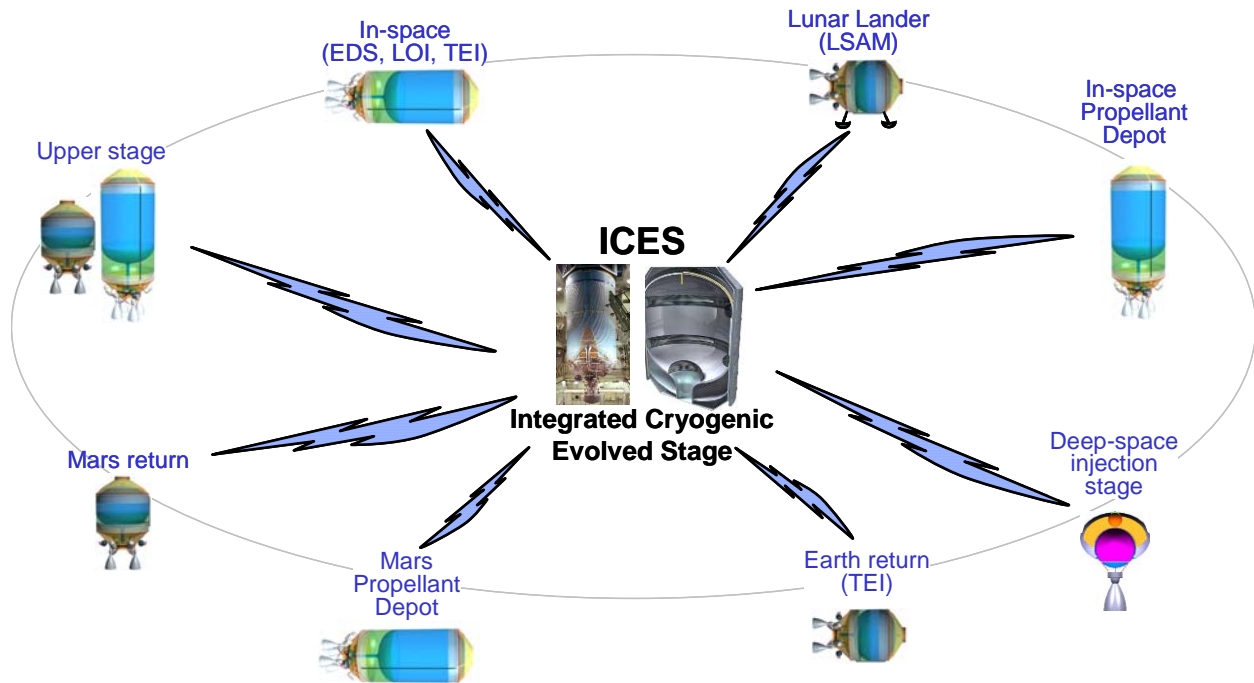 In-space
(EDS, LOI, TEI)
Lunar Lander
(LSAM)
In-space
Propellant
Depot
Upper stage
ICES
Integrated Cryogenic
Evolved Stage
Mars return
Deep-space
injection
stage
Mars
Propellant
Depot
Earth return
(TEI)